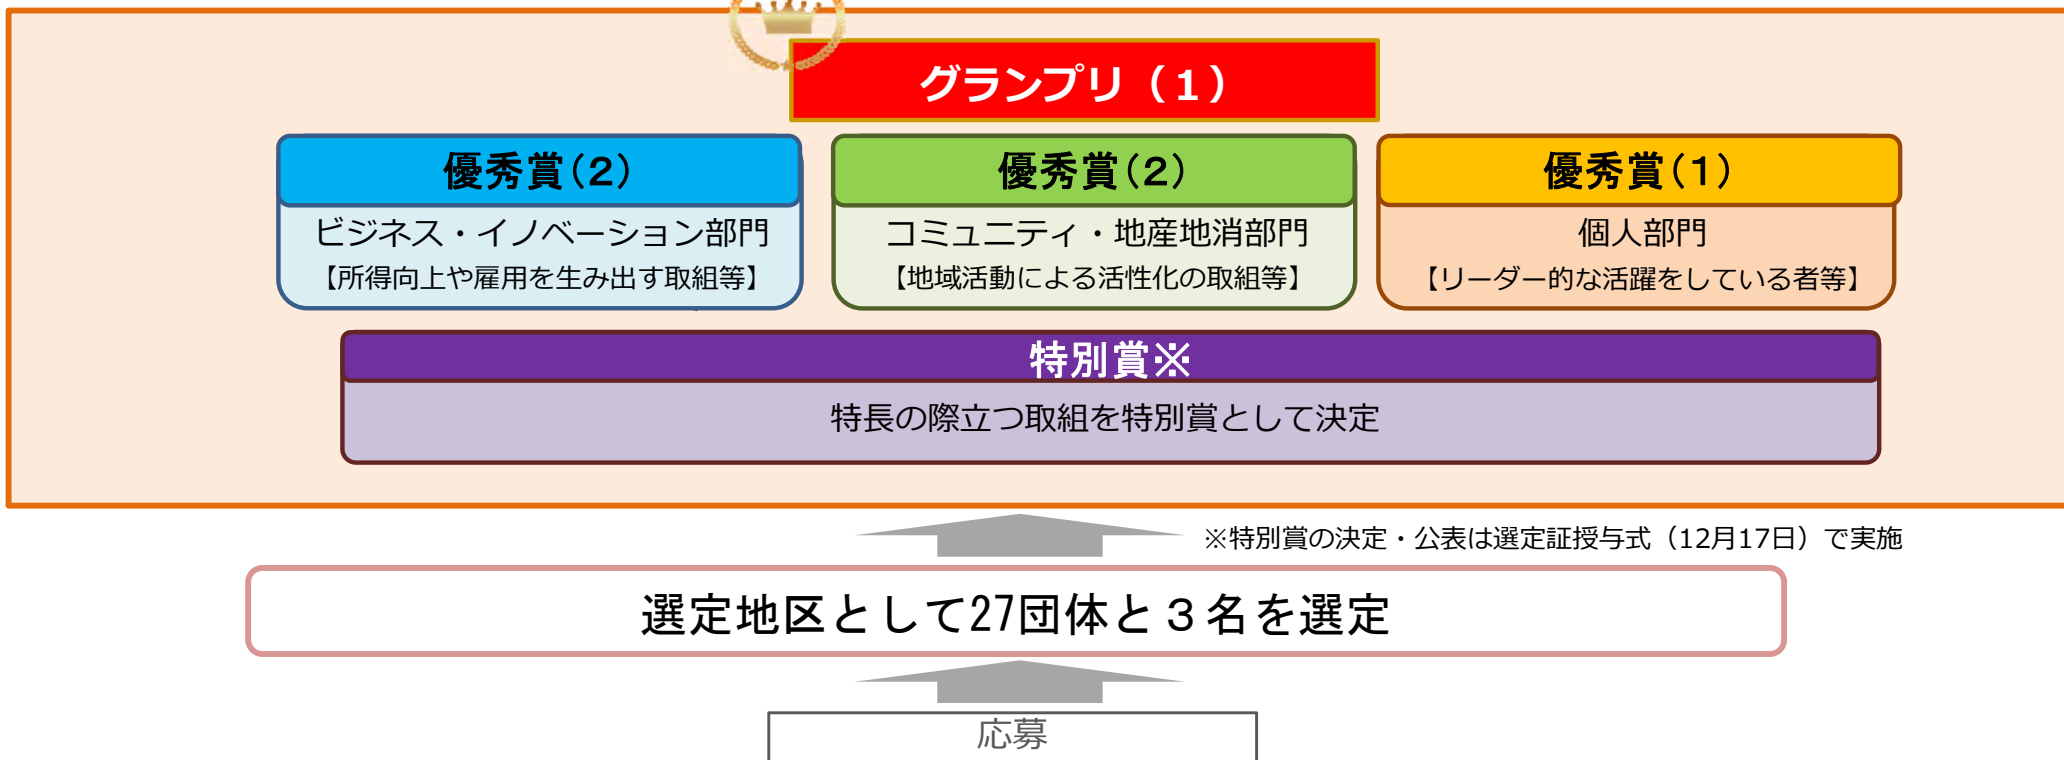 グランプリ（１）
優秀賞（２）
ビジネス・イノベーション部門
【所得向上や雇用を生み出す取組等】
優秀賞（２）
コミュニティ・地産地消部門
【地域活動による活性化の取組等】
優秀賞（１）
個人部門
【リーダー的な活躍をしている者等】
特別賞※
特長の際立つ取組を特別賞として決定
※特別賞の決定・公表は選定証授与式（12月17日）で実施
選定地区として27団体と３名を選定
応募